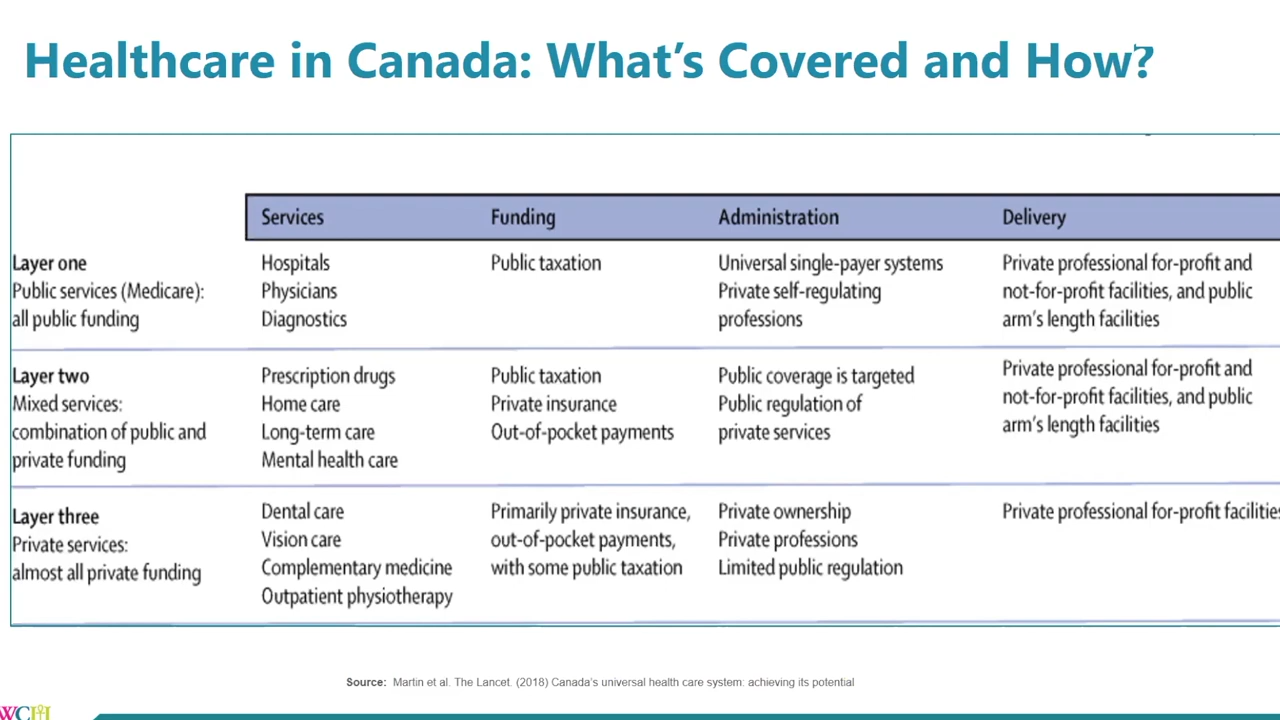 Healthcare in Canada: What's Covered and How?
Services Funding Administration Delivery
Layer one
Public services (Medicare):
all public funding
Hospitals
Physicians
Diagnostics
Public taxation
Universal single-payer systems
Private self-regulating
professions
Private professional for-profit and
not-for-profit facilities, and public
arm's length facilities
Layer two
Mixed services:
combination of public and
private funding
Prescription drugs
Home care
Long-term care
Mental health care
Public taxation
Private insurance
Out-of-pocket payments
Public coverage is targeted
Public regulation of
private services
Private professional for-profit and
not-for-profit facilities, and public
arm's length facilities
Layer three
Private services:
almost all private funding
Dental care
Vision care
Complementary medicine
Outpatient physiotherapy
Primarily private insurance,
out-of-pocket payments,
with some public taxation
Private ownership
Private professions
Limited public regulation
Private professional for-profit facilities
Source: Martin et al. The Lancet. (2018) Canada's universal health care system: achieving its potential
WCH